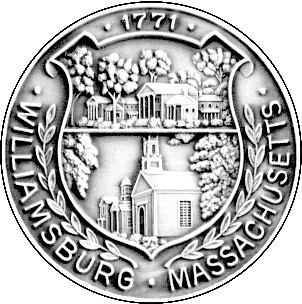 · 1771 ·
WILLIAMSBURG · MASSACHUSETTS